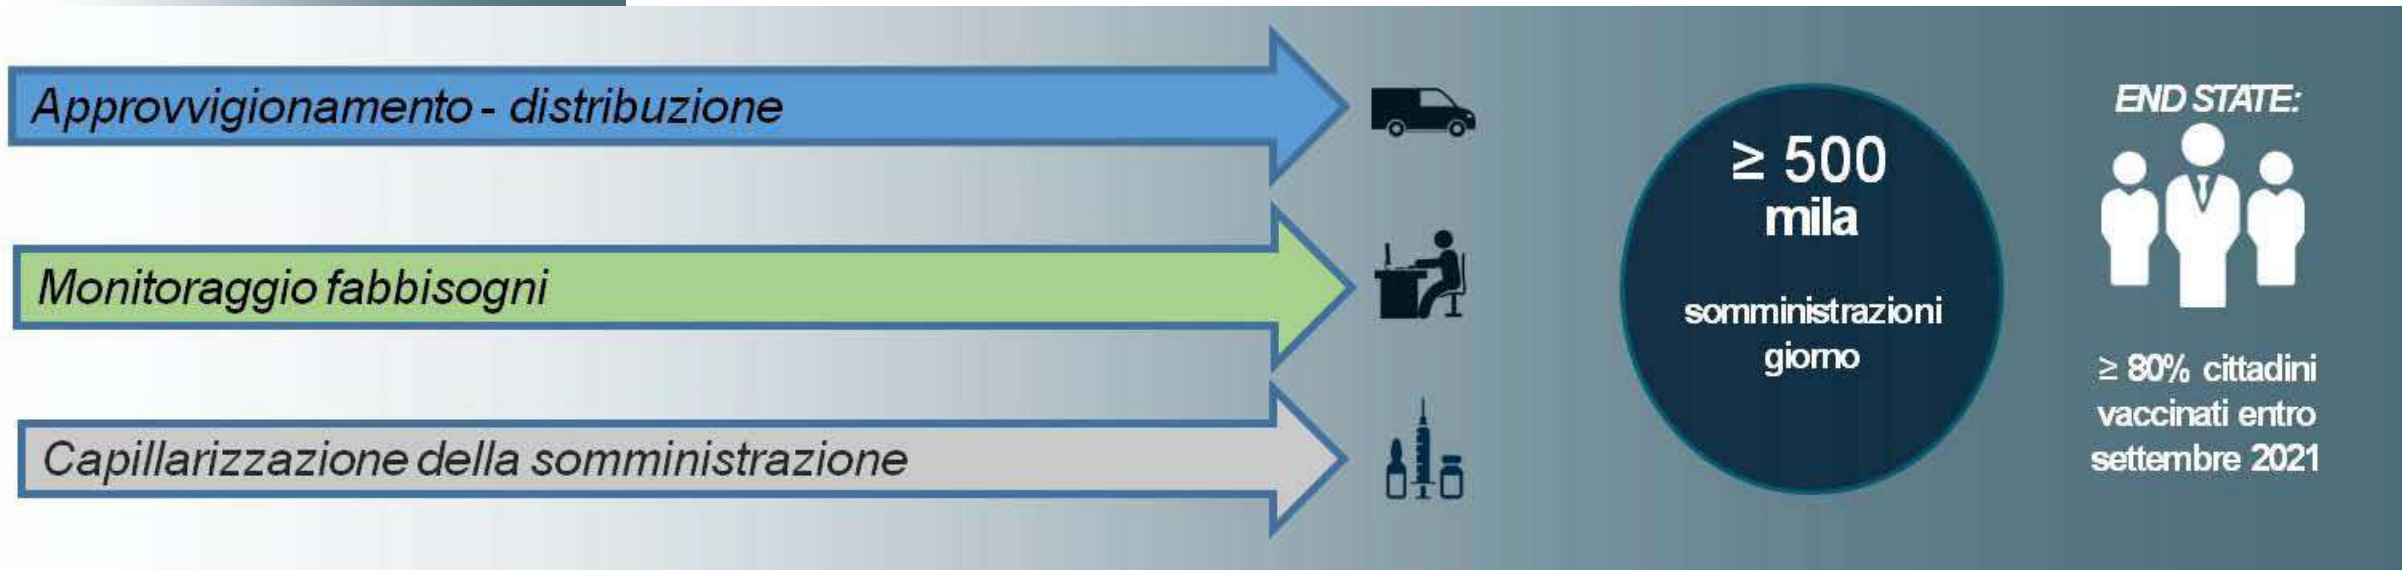 Approvvigionamento - distribuzione
Monitoraggio fabbisogni
Capillarizzazione della somministrazione
≥ 500
mila
somministrazioni
giorno
END STATE:
≥ 80% cittadini
vaccinati entro
settembre 2021